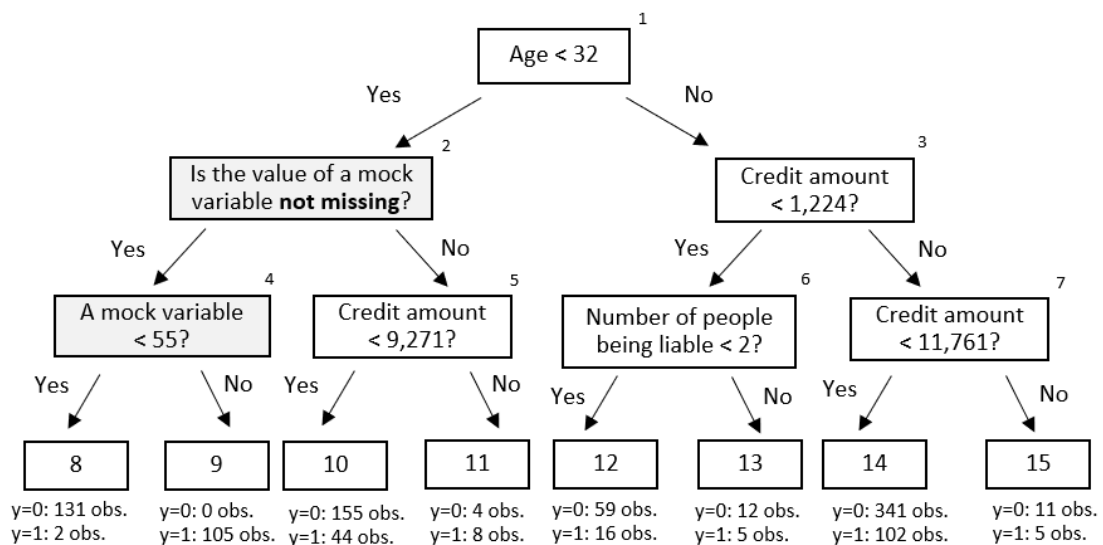 1
Age < 32
Yes
No
2
3
Is the value of a mock
variable not missing?
Credit amount
< 1,224?
Yes
No
Yes
No
4
5
6
7
A mock variable
< 55?
Credit amount
< 9,271?
Number of people
being liable < 2?
Credit amount
< 11,761?
Yes
No
Yes
No
Yes
No
Yes
No
8
9
10
11
12
13
14
15
y=0: 131 obs.
y=1: 2 obs.
y=0: 0 obs.
y=1: 105 obs.
y=0: 155 obs.
y=1: 44 obs.
y=0: 4 obs.
y=1: 8 obs.
y=0: 59 obs.
y=1: 16 obs.
y=0: 12 obs.
y=1: 5 obs.
y=0: 341 obs.
y=1: 102 obs.
y=0: 11 obs.
y=1: 5 obs.